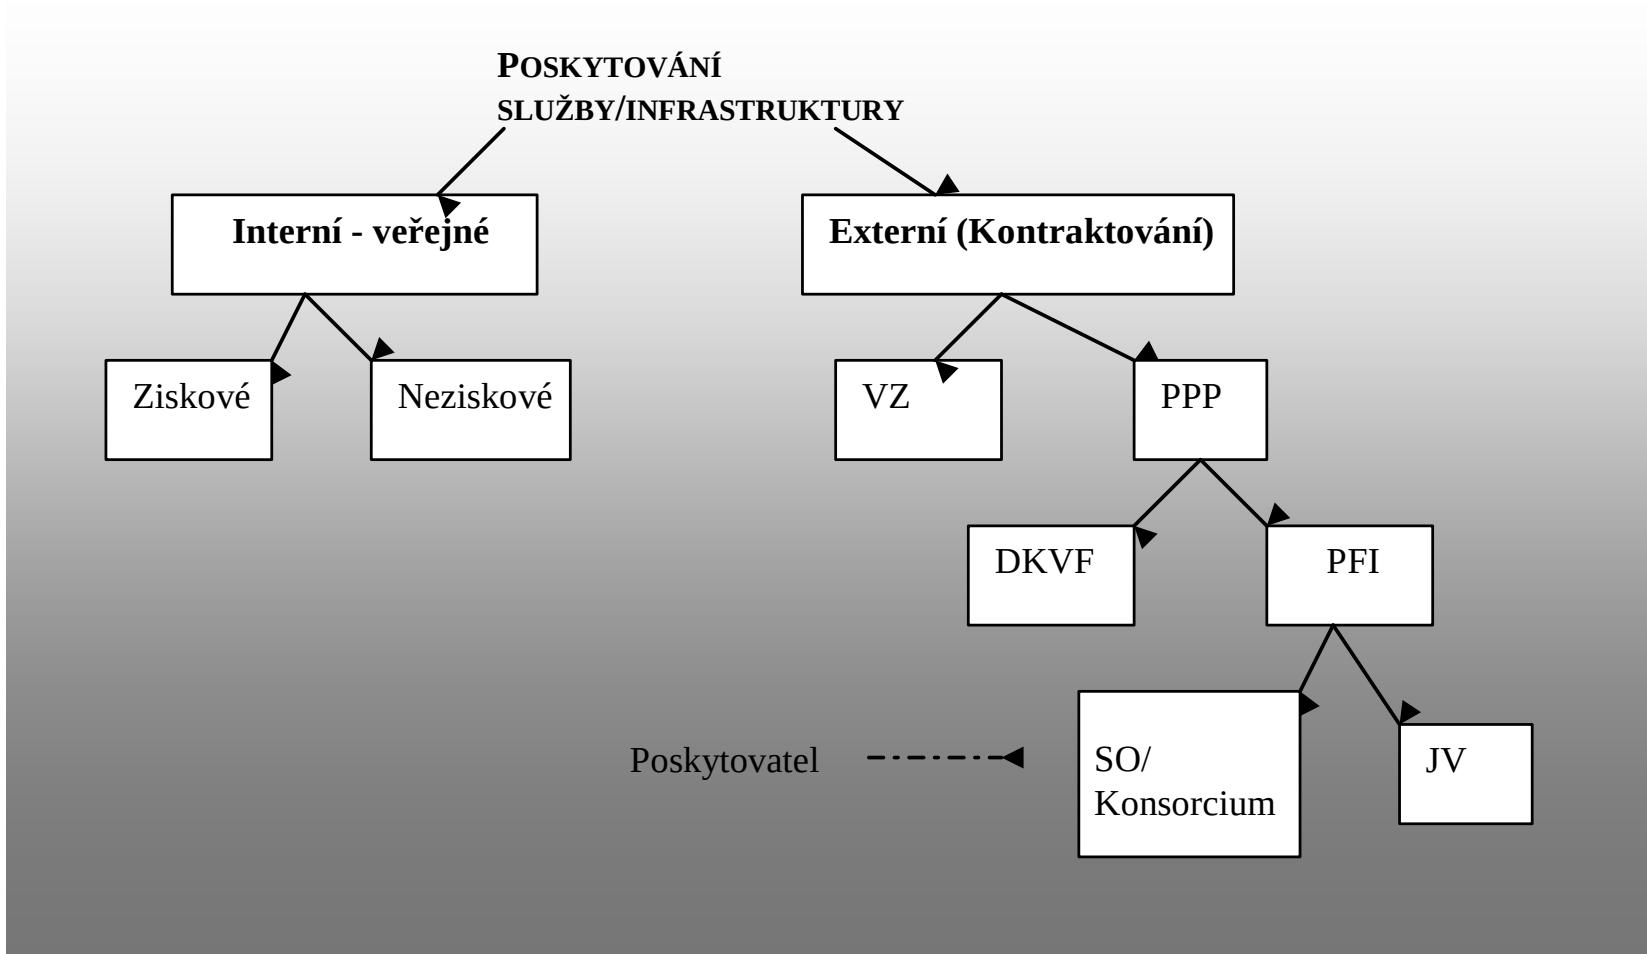 POSKYTOVÁNÍ
SLUŽBY/INFRASTRUKTURY
Interní - veřejné
Externí (Kontraktování)
Ziskové
Neziskové
VZ
PPP
DKVF
PFI
Poskytovatel
SO/
Konsorcium
JV